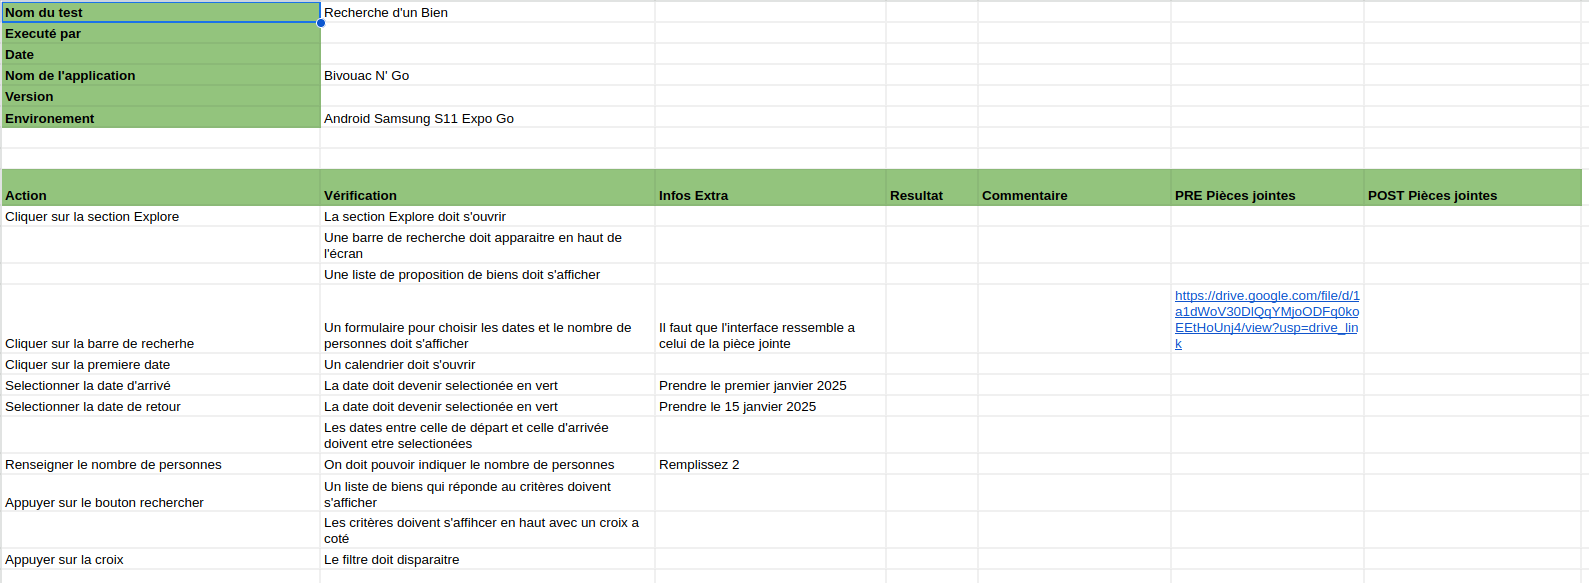 Nom du test Recherche d'un Bien
Executé par
Date
Nom de l'application Bivouac N' Go
Version
Environement Android Samsung S11 Expo Go
Action Vérification Infos Extra Resultat Commentaire PRE Pièces jointes POST Pièces jointes
Cliquer sur la section Explore La section Explore doit s'ouvrir
Une barre de recherche doit apparaitre en haut de
l'écran
Une liste de proposition de biens doit s'afficher
https://drive.google.com/file/d/1
a1dWoV30DlQqYMjoODFq0ko
Un formulaire pour choisir les dates et le nombre de Il faut que l'interface ressemble a EEtHoUnj4/view?usp=drive_lin
Cliquer sur la barre de recherhe personnes doit s'afficher celui de la pièce jointe k
Cliquer sur la premiere date Un calendrier doit s'ouvrir
Selectionner la date d'arrivé La date doit devenir selectionée en vert Prendre le premier janvier 2025
Selectionner la date de retour La date doit devenir selectionée en vert Prendre le 15 janvier 2025
Les dates entre celle de départ et celle d'arrivée
doivent etre selectionées
Renseigner le nombre de personnes On doit pouvoir indiquer le nombre de personnes Remplissez 2
Un liste de biens qui réponde au critères doivent
Appuyer sur le bouton rechercher s'afficher
Les critères doivent s'affihcer en haut avec un croix a
coté
Appuyer sur la croix Le filtre doit disparaitre